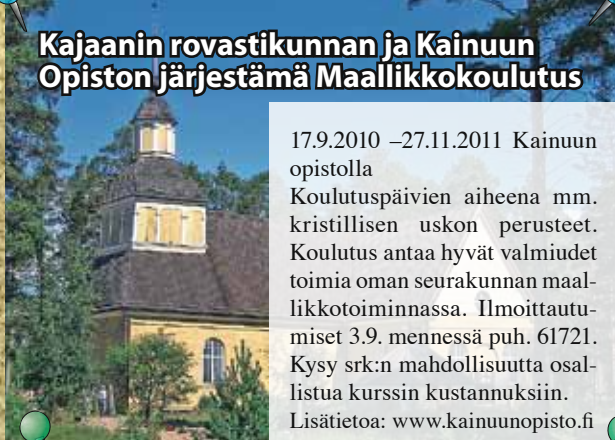 Kajaanin rovastikunnan ja Kainuun
Opiston järjestämä Maallikkokoulutus
17.9.2010 –27.11.2011 Kainuun
opistolla
Koulutuspäivien aiheena mm.
kristillisen uskon perusteet.
Koulutus antaa hyvät valmiudet
toimia oman seurakunnan maal-
likkotoiminnassa. Ilmoittautu-
miset 3.9. mennessä puh. 61721.
Kysy srk:n mahdollisuutta osal-
listua kurssin kustannuksiin.
Lisätietoa: www.kainuunopisto.fi